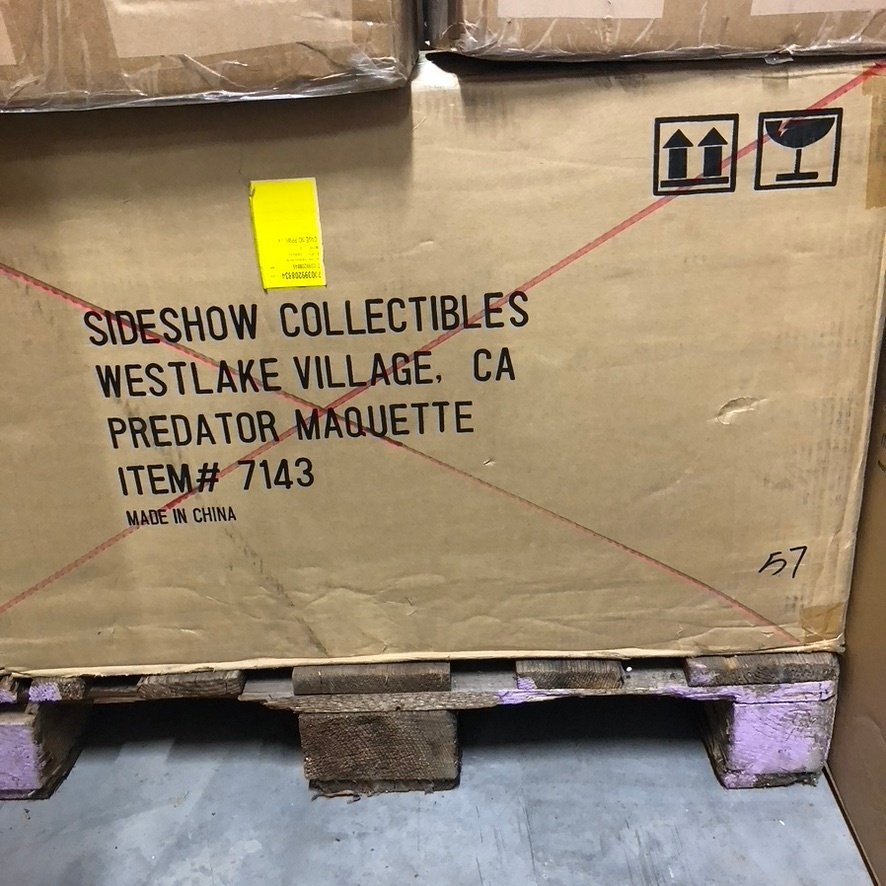 SIDESHOW COLLECTIBLES
WESTLAKE VILLAGE, CA
PREDATOR MAQUETTE
ITEM# 7143
MADE IN CHINA
57